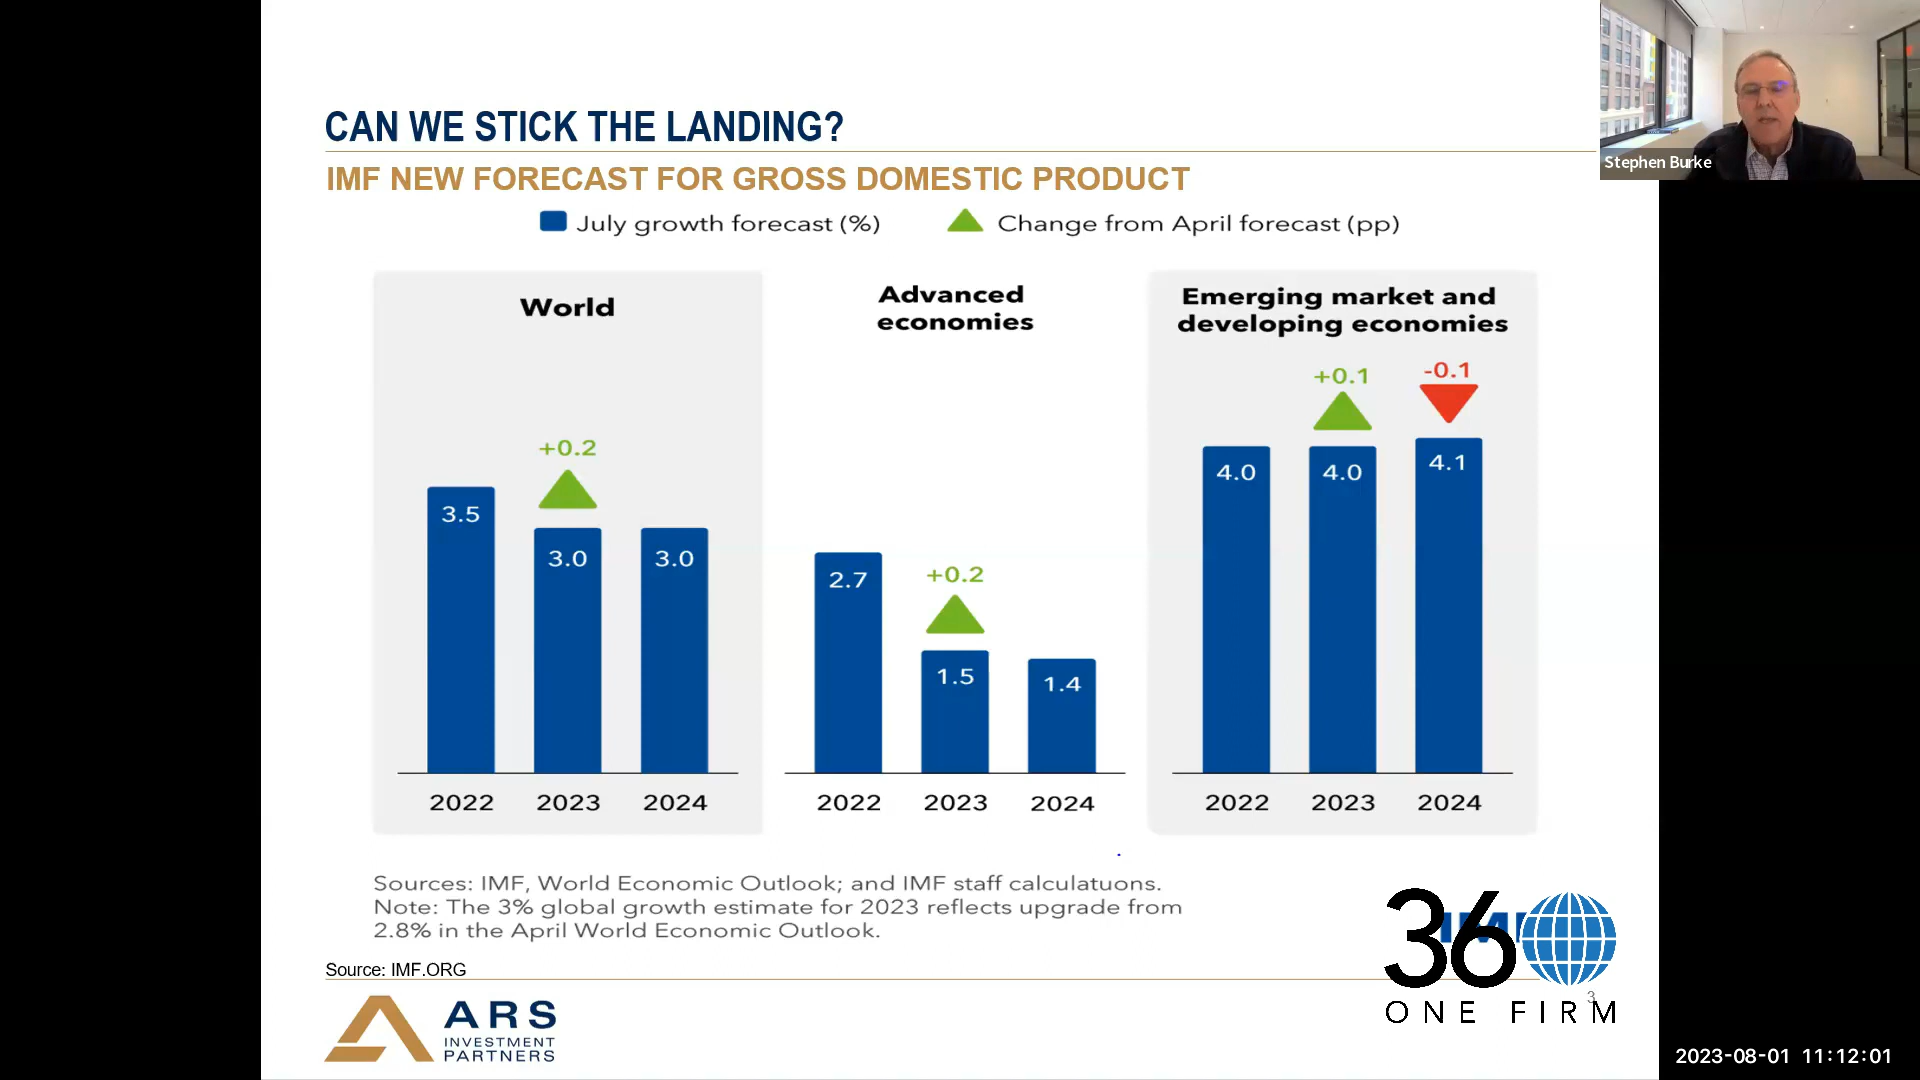 CAN WE STICK THE LANDING?
Stephen Burke
IMF NEW FORECAST FOR GROSS DOMESTIC PRODUCT
July growth forecast (%)
Change from April forecast (pp)
World
+0.2
3.5
3.0
3.0
2022
2023
2024
Advanced
economies
+0.2
2.7
1.5
1.4
2022
2023
2024
Emerging market and
developing economies
+0.1
-0.1
4.0
4.0
4.1
2022
2023
2024
Sources: IMF, World Economic Outlook; and IMF staff calculatuons.
Note: The 3% global growth estimate for 2023 reflects upgrade from
2.8% in the April World Economic Outlook.
Source: IMF.ORG
ARS
INVESTMENT
PARTNERS
36
ONE FIRM
3
2023-08-01 11:12:01